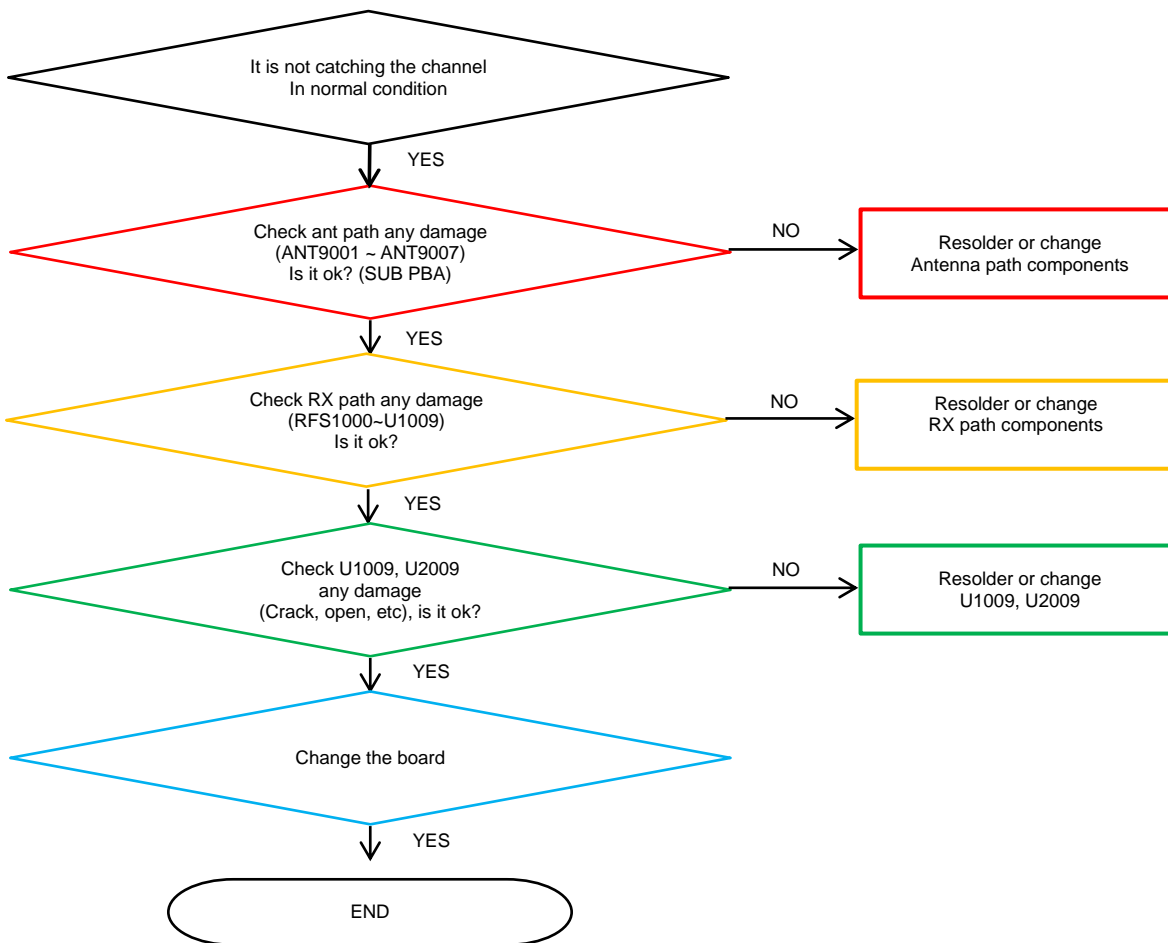 It is not catching the channel
In normal condition
YES
Check ant path any damage
(ANT9001 ~ ANT9007)
Is it ok? (SUB PBA)
NO
Resolder or change
Antenna path components
YES
Check RX path any damage
(RFS1000~U1009)
Is it ok?
NO
Resolder or change
RX path components
YES
Check U1009, U2009
any damage
(Crack, open, etc), is it ok?
NO
Resolder or change
U1009, U2009
YES
Change the board
YES
END